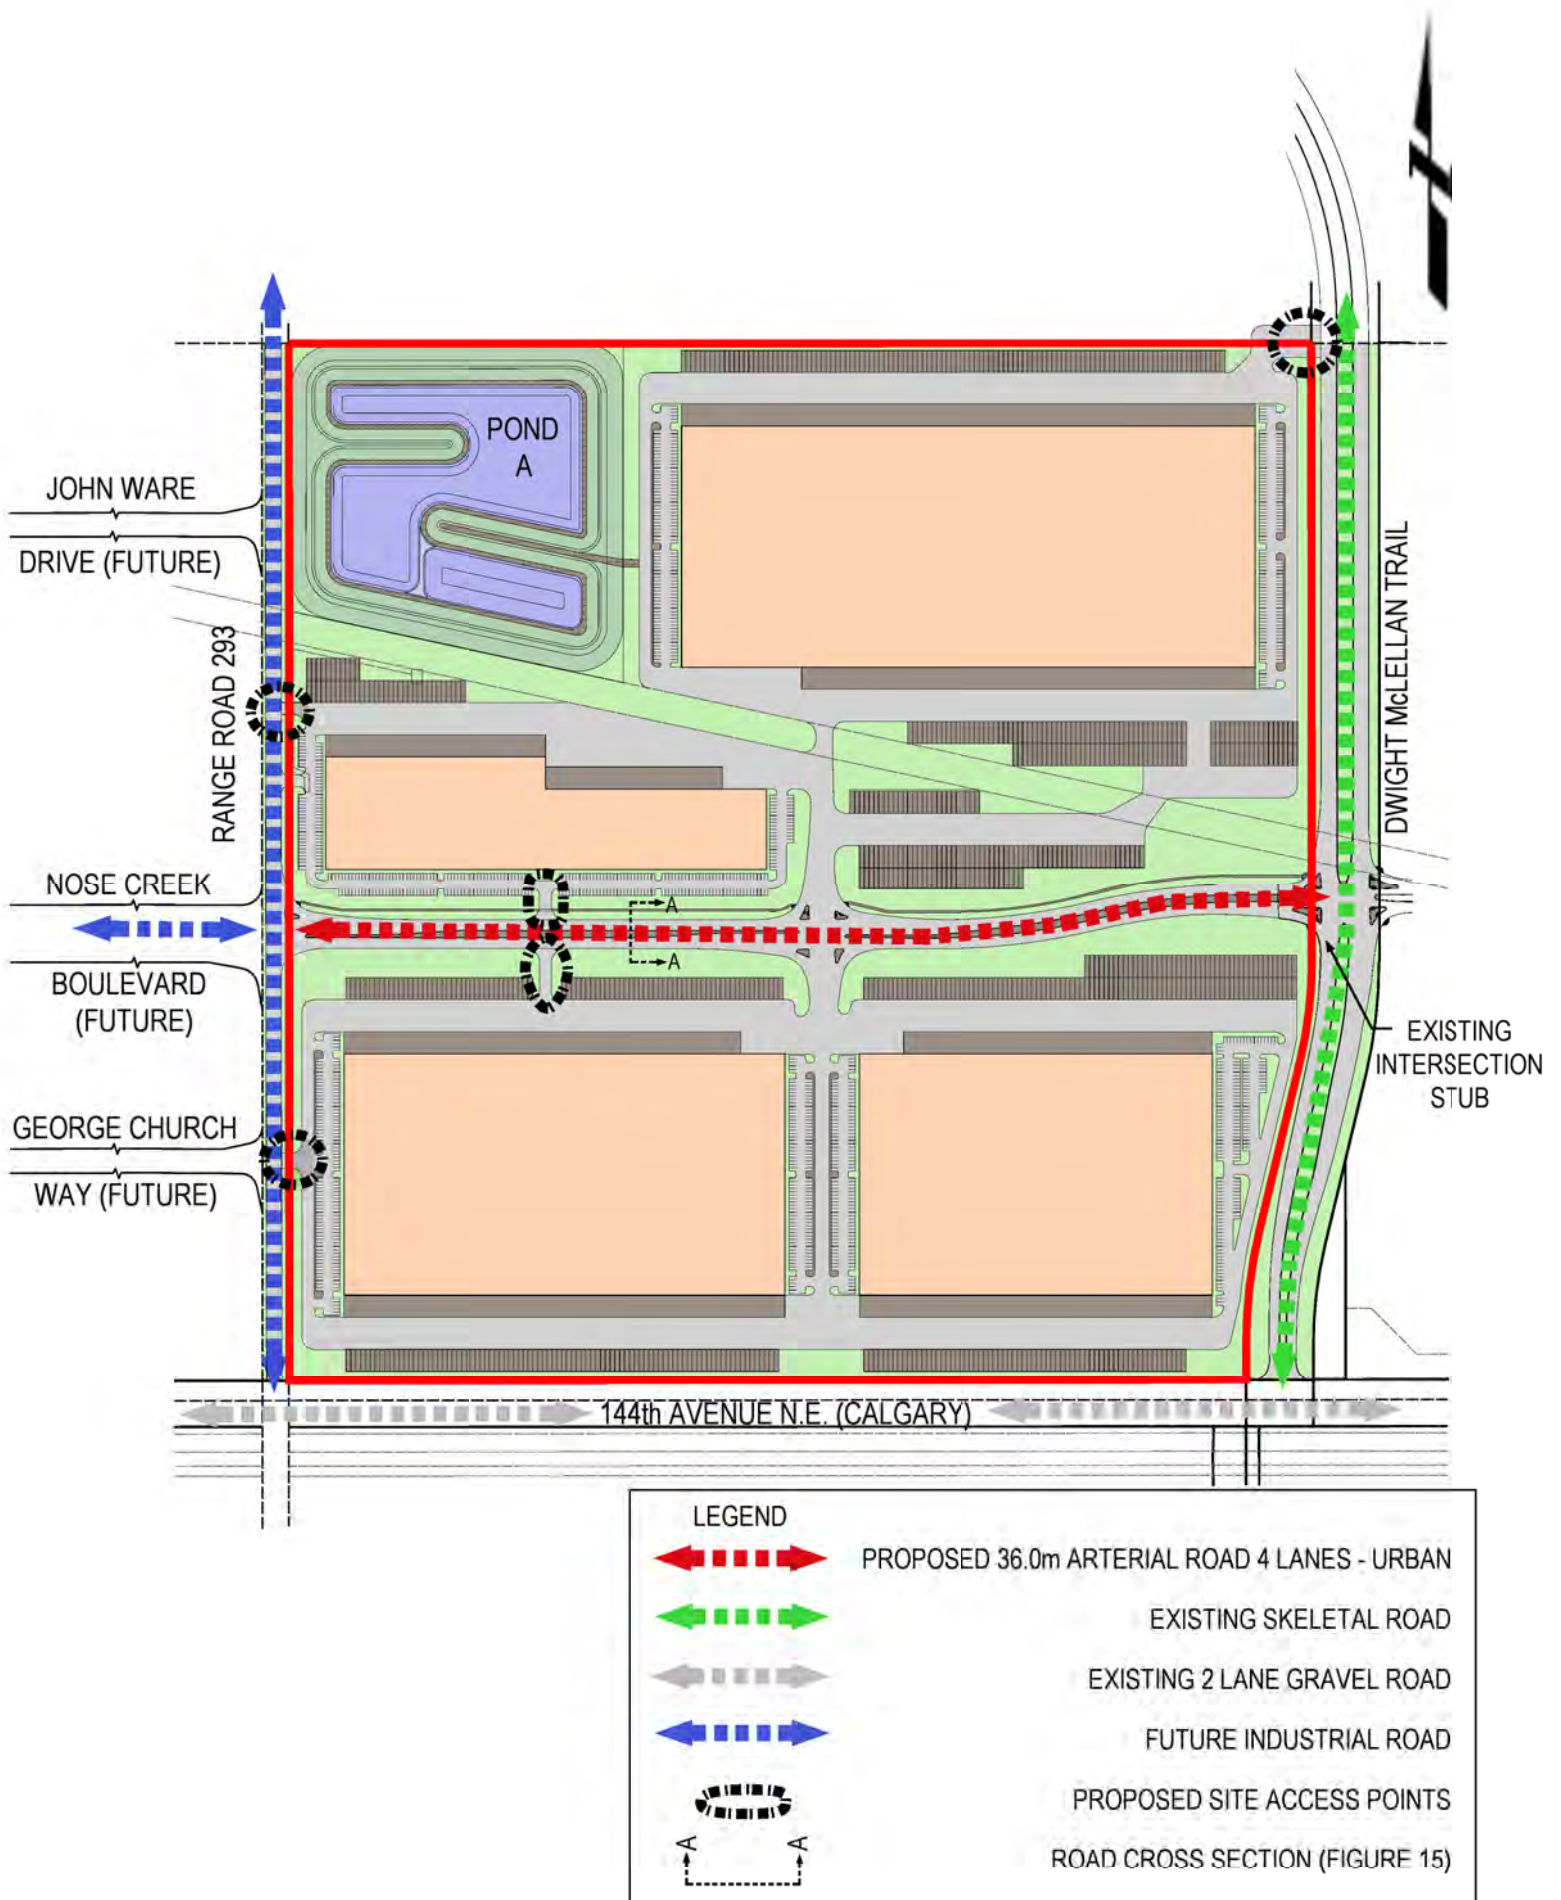 POND
A
JOHN WARE
DRIVE (FUTURE)
RANGE ROAD 293
DWIGHT McLELLAN TRAIL
NOSE CREEK
BOULEVARD
(FUTURE)
A
A
EXISTING
INTERSECTION
STUB
GEORGE CHURCH
WAY (FUTURE)
144th AVENUE N.E. (CALGARY)
LEGEND
PROPOSED 36.0m ARTERIAL ROAD 4 LANES - URBAN
EXISTING SKELETAL ROAD
EXISTING 2 LANE GRAVEL ROAD
FUTURE INDUSTRIAL ROAD
PROPOSED SITE ACCESS POINTS
A A
ROAD CROSS SECTION (FIGURE 15)